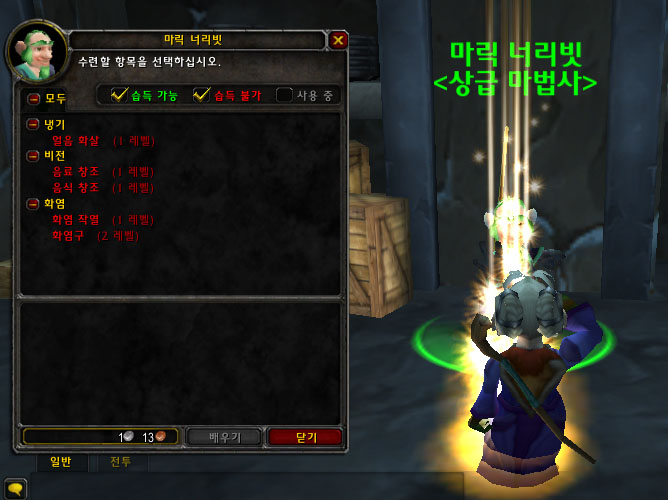 마릭 너리빗
수련할 항목을 선택하십시오.
모두 습득 가능 습득 불가 사용 중
냉기
얼음 화살 (1 레벨)
비전
음료 창조 (1 레벨)
음식 창조 (1 레벨)
화염
화염 작열 (1 레벨)
화염구 (2 레벨)
1 13 배우기 닫기
일반 전투
마릭 너리빗
<상급 마법사>